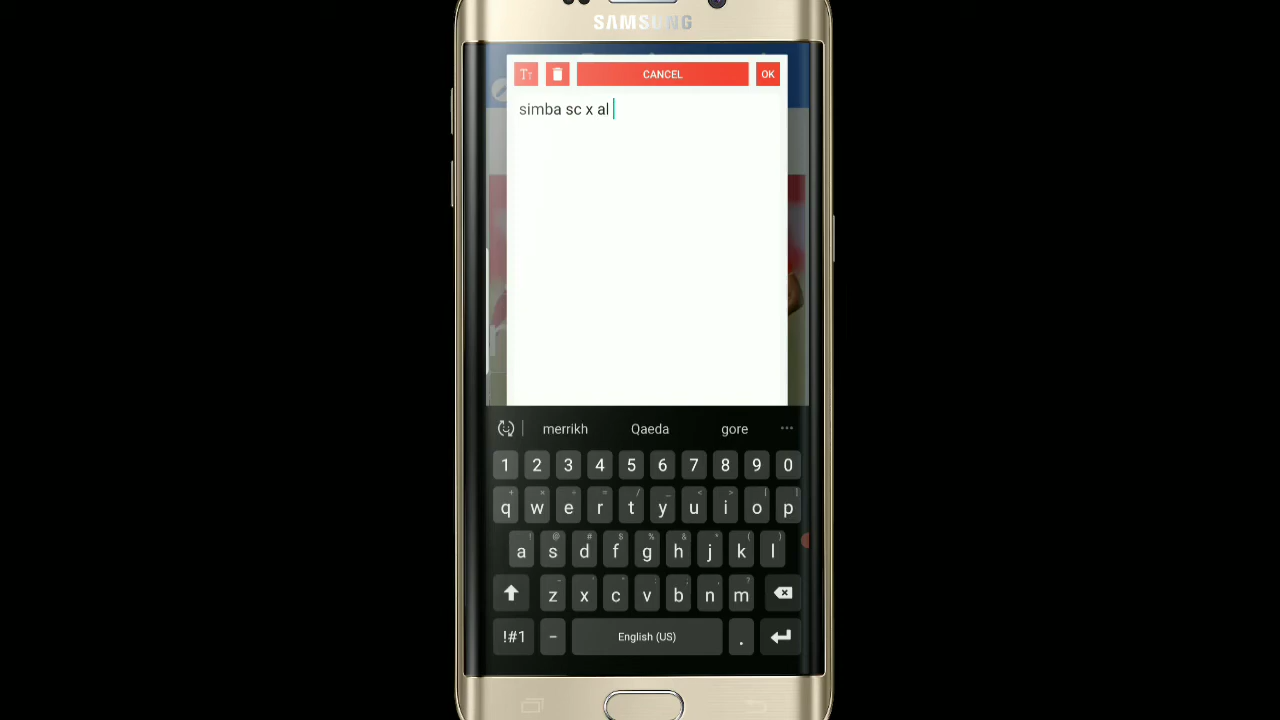 SAMSUNG
TT CANCEL OK
simba sc x al
merrikh Qaeda gore ...
1 2 3 4 5 6 7 8 9 0
q w e r t y u i o p
a s d f g h j k l
z x c v b n m
!#1 – English (US) .